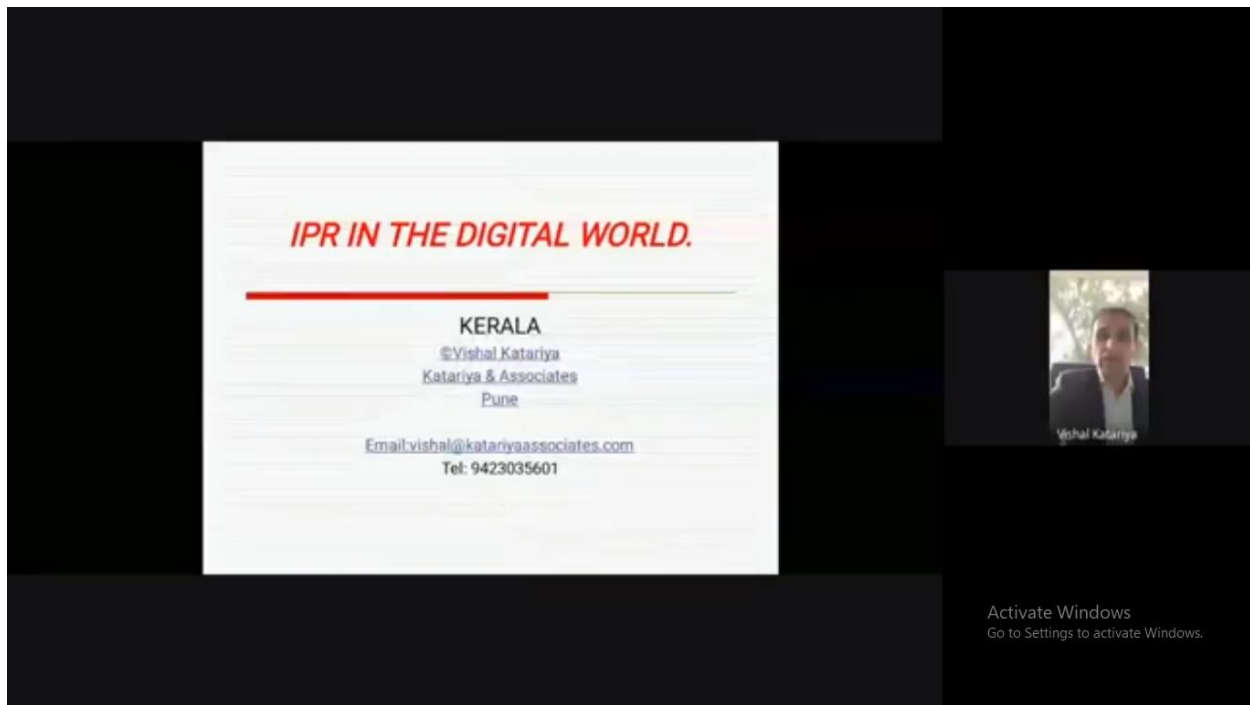 IPR IN THE DIGITAL WORLD.
KERALA
©Vishal Katariya
Katariya & Associates
Pune
Email:vishal@katariyaassociates.com
Tel: 9423035601
Vishal Katariya
Activate Windows
Go to Settings to activate Windows.